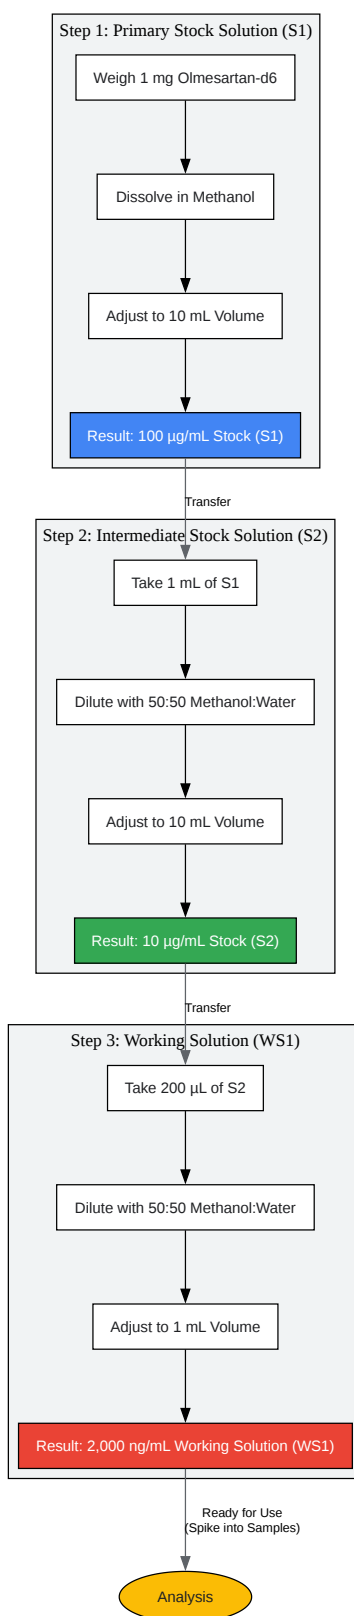 Step 1: Primary Stock Solution (S1)
Weigh 1 mg Olmesartan-d6
Dissolve in Methanol
Adjust to 10 mL Volume
Result: 100 µg/mL Stock (S1)
Transfer
Step 2: Intermediate Stock Solution (S2)
Take 1 mL of S1
Dilute with 50:50 Methanol:Water
Adjust to 10 mL Volume
Result: 10 µg/mL Stock (S2)
Transfer
Step 3: Working Solution (WS1)
Take 200 µL of S2
Dilute with 50:50 Methanol:Water
Adjust to 1 mL Volume
Result: 2,000 ng/mL Working Solution (WS1)
Ready for Use
(Spike into Samples)
Analysis